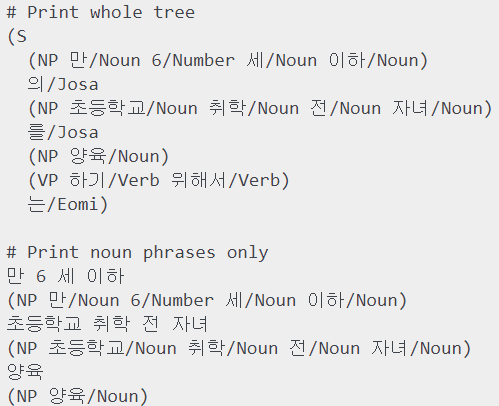 # Print whole tree
(S
(NP 만/Noun 6/Number 세/Noun 이하/Noun)
의/Josa
(NP 초등학교/Noun 취학/Noun 전/Noun 자녀/Noun)
를/Josa
(NP 양육/Noun)
(VP 하기/Verb 위해서/Verb)
는/Eomi)
# Print noun phrases only
만 6 세 이하
(NP 만/Noun 6/Number 세/Noun 이하/Noun)
초등학교 취학 전 자녀
(NP 초등학교/Noun 취학/Noun 전/Noun 자녀/Noun)
양육
(NP 양육/Noun)